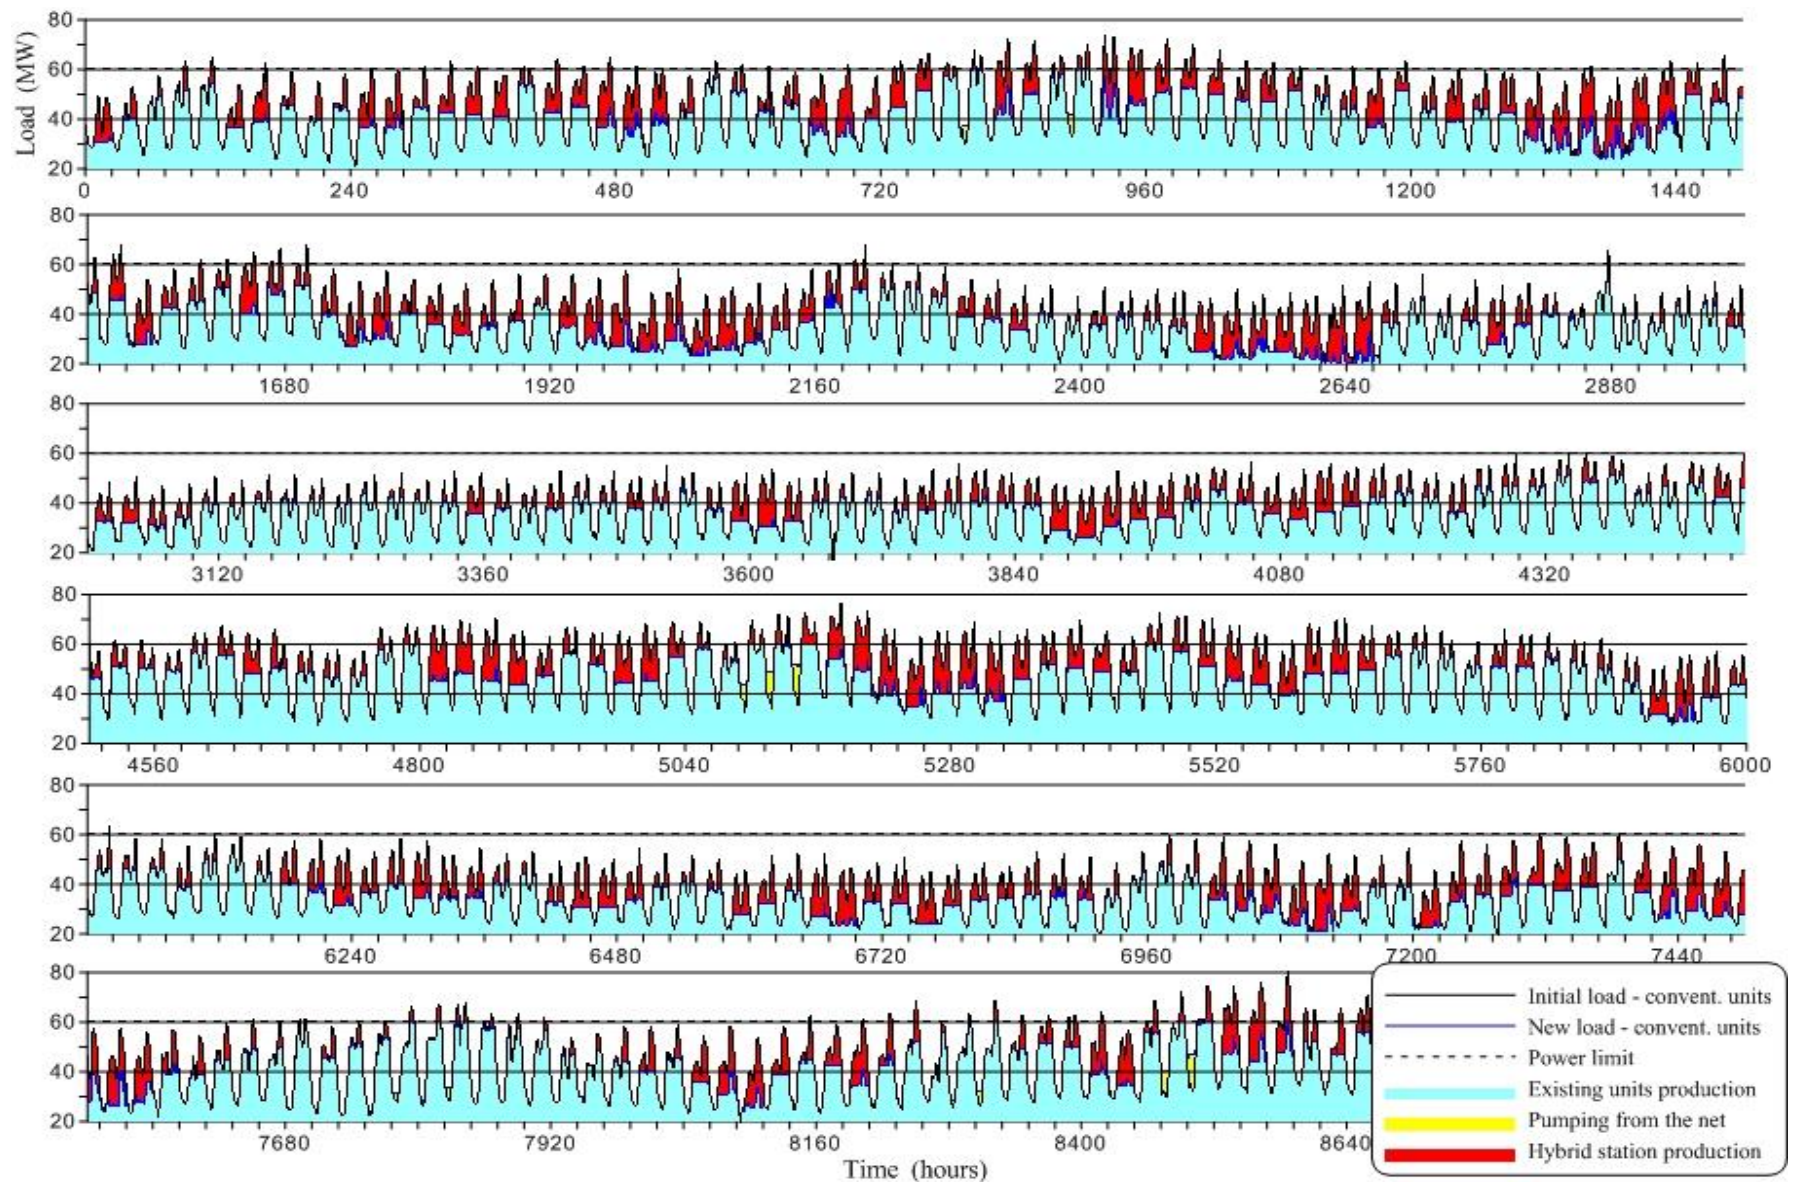 Load (MW)
80
60
40
20
0 240 480 720 960 1200 1440
80
60
40
20
1680 1920 2160 2400 2640 2880
80
60
40
20
3120 3360 3600 3840 4080 4320
80
60
40
20
4560 4800 5040 5280 5520 5760 6000
80
60
40
20
6240 6480 6720 6960 7200 7440
80
60
40
20
7680 7920 8160 8400 8640
Time (hours)
Initial load - convent. units
New load - convent. units
Power limit
Existing units production
Pumping from the net
Hybrid station production